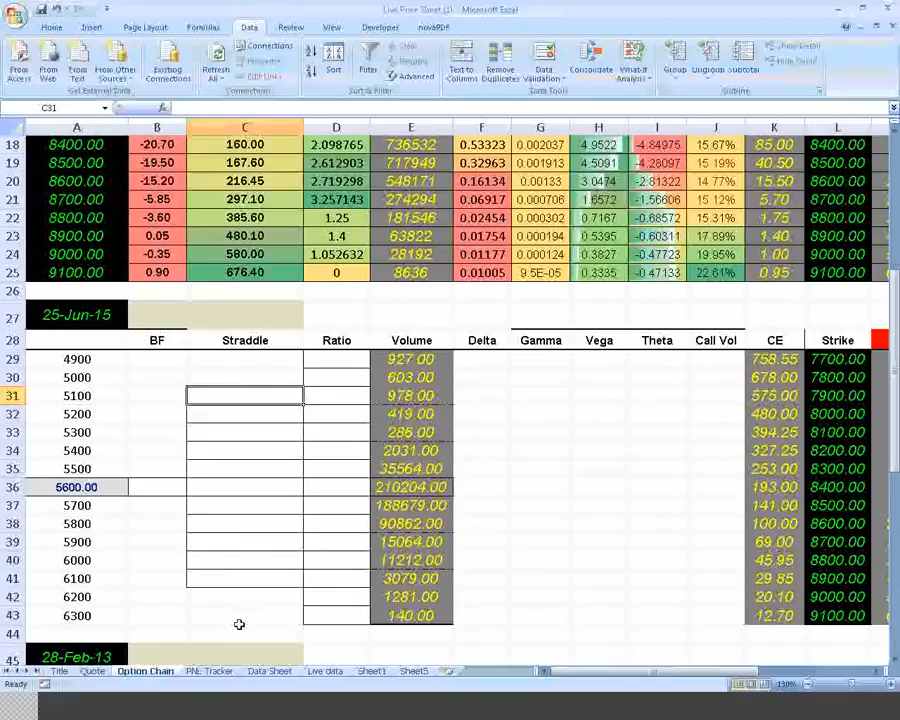 Live Price Sheet (1) - Microsoft Excel
Home Insert Page Layout Formulas Data Review View Developer novaPDF
From Access From Web From Text From Other Sources Existing Connections Refresh All Connections Properties Edit Links Sort Filter Clear Reapply Advanced Text to Columns Remove Duplicates Data Validation Consolidate What-If Analysis Group Ungroup Subtotal Show Detail Hide Detail
Get External Data Connections Sort & Filter Data Tools Outline
C31 fx
A B C D E F G H I J K L
18 8400.00 -20.70 160.00 2.098765 736532 0.53323 0.002037 4.9522 -4.84975 15.67% 85.00 8400.00
19 8500.00 -19.50 167.60 2.612903 717949 0.32963 0.001913 4.5091 -4.28097 15.19% 40.50 8500.00
20 8600.00 -15.20 216.45 2.719298 548171 0.16134 0.00133 3.0474 -2.81322 14.77% 15.50 8600.00
21 8700.00 -5.85 297.10 3.257143 274294 0.06917 0.000706 1.6572 -1.56606 15.12% 5.70 8700.00
22 8800.00 -3.60 385.60 1.25 181546 0.02454 0.000302 0.7167 -0.68572 15.31% 1.75 8800.00
23 8900.00 0.05 480.10 1.4 63822 0.01754 0.000194 0.5395 -0.60311 17.89% 1.40 8900.00
24 9000.00 -0.35 580.00 1.052632 28192 0.01177 0.000124 0.3827 -0.47723 19.95% 1.00 9000.00
25 9100.00 0.90 676.40 0 8636 0.01005 9.5E-05 0.3335 -0.47133 22.61% 0.95 9100.00
26
27 25-Jun-15
28 BF Straddle Ratio Volume Delta Gamma Vega Theta Call Vol CE Strike
29 4900 927.00 758.55 7700.00
30 5000 603.00 678.00 7800.00
31 5100 978.00 575.00 7900.00
32 5200 419.00 480.00 8000.00
33 5300 286.00 394.25 8100.00
34 5400 2031.00 327.25 8200.00
35 5500 35564.00 253.00 8300.00
36 5600.00 210204.00 193.00 8400.00
37 5700 188679.00 141.00 8500.00
38 5800 90862.00 100.00 8600.00
39 5900 15064.00 69.00 8700.00
40 6000 11212.00 45.95 8800.00
41 6100 3079.00 29.85 8900.00
42 6200 1281.00 20.10 9000.00
43 6300 140.00 12.70 9100.00
44
45 28-Feb-13
Title Quote Option Chain PNL Tracker Data Sheet Live data Sheet1 Sheet5
Ready 130%